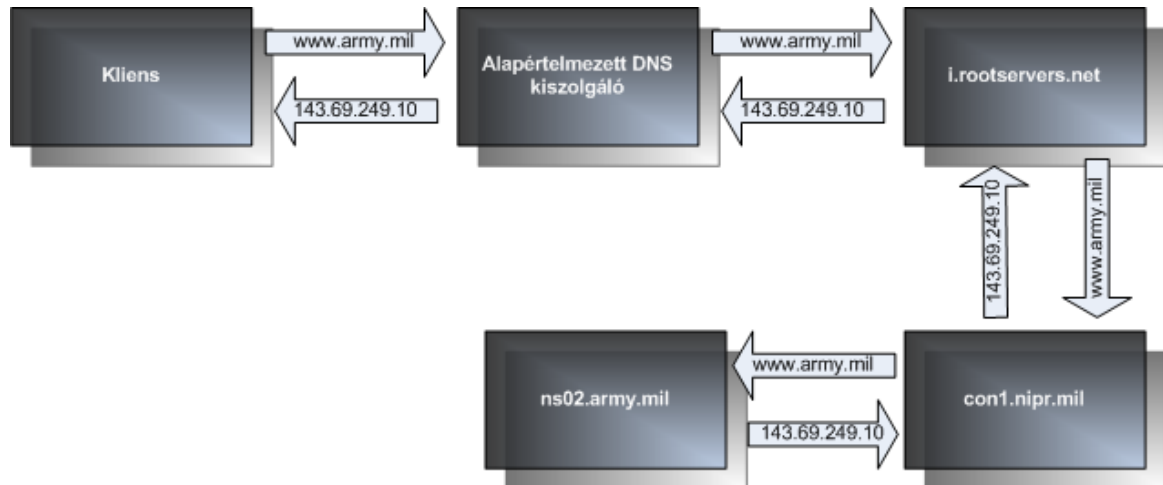 Kliens
www.army.mil
143.69.249.10
Alapértelmezett DNS
kiszolgáló
www.army.mil
143.69.249.10
i.rootservers.net
143.69.249.10
www.army.mil
ns02.army.mil
www.army.mil
143.69.249.10
con1.nipr.mil